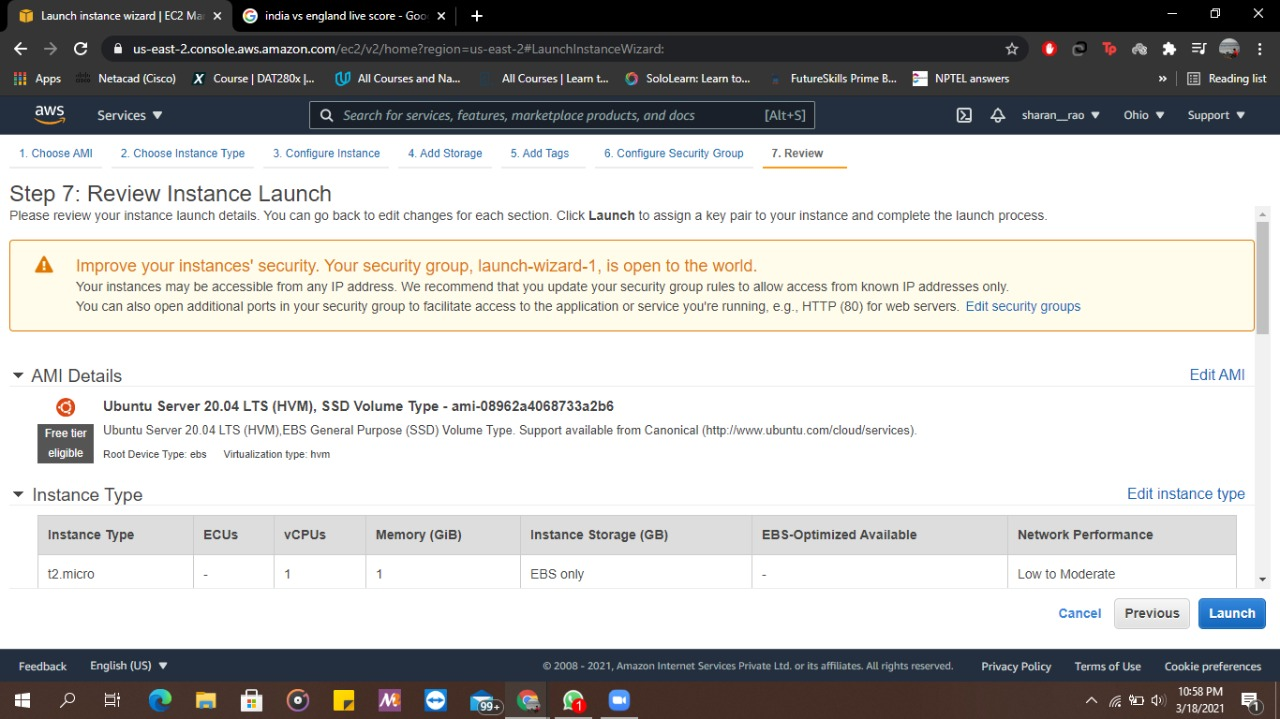 Launch instance wizard | EC2 Ma
india vs england live score - Goo
us-east-2.console.aws.amazon.com/ec2/v2/home?region=us-east-2#LaunchInstanceWizard:
Apps
Netacad (Cisco)
Course | DAT280x |...
All Courses and Na...
All Courses | Learn t...
SoloLearn: Learn to...
FutureSkills Prime B...
NPTEL answers
»
Reading list
aws
Services
Search for services, features, marketplace products, and docs
[Alt+S]
sharan__rao
Ohio
Support
1. Choose AMI
2. Choose Instance Type
3. Configure Instance
4. Add Storage
5. Add Tags
6. Configure Security Group
7. Review
Step 7: Review Instance Launch
Please review your instance launch details. You can go back to edit changes for each section. Click Launch to assign a key pair to your instance and complete the launch process.
Improve your instances' security. Your security group, launch-wizard-1, is open to the world.
Your instances may be accessible from any IP address. We recommend that you update your security group rules to allow access from known IP addresses only.
You can also open additional ports in your security group to facilitate access to the application or service you're running, e.g., HTTP (80) for web servers. Edit security groups
AMI Details
Edit AMI
Ubuntu Server 20.04 LTS (HVM), SSD Volume Type - ami-08962a4068733a2b6
Free tier
eligible
Ubuntu Server 20.04 LTS (HVM),EBS General Purpose (SSD) Volume Type. Support available from Canonical (http://www.ubuntu.com/cloud/services).
Root Device Type: ebs Virtualization type: hvm
Instance Type
Edit instance type
Instance Type ECUs vCPUs Memory (GiB) Instance Storage (GB) EBS-Optimized Available Network Performance
t2.micro - 1 1 EBS only - Low to Moderate
Cancel
Previous
Launch
Feedback
English (US)
© 2008 - 2021, Amazon Internet Services Private Ltd. or its affiliates. All rights reserved.
Privacy Policy
Terms of Use
Cookie preferences
99+
1
10:58 PM
3/18/2021
1